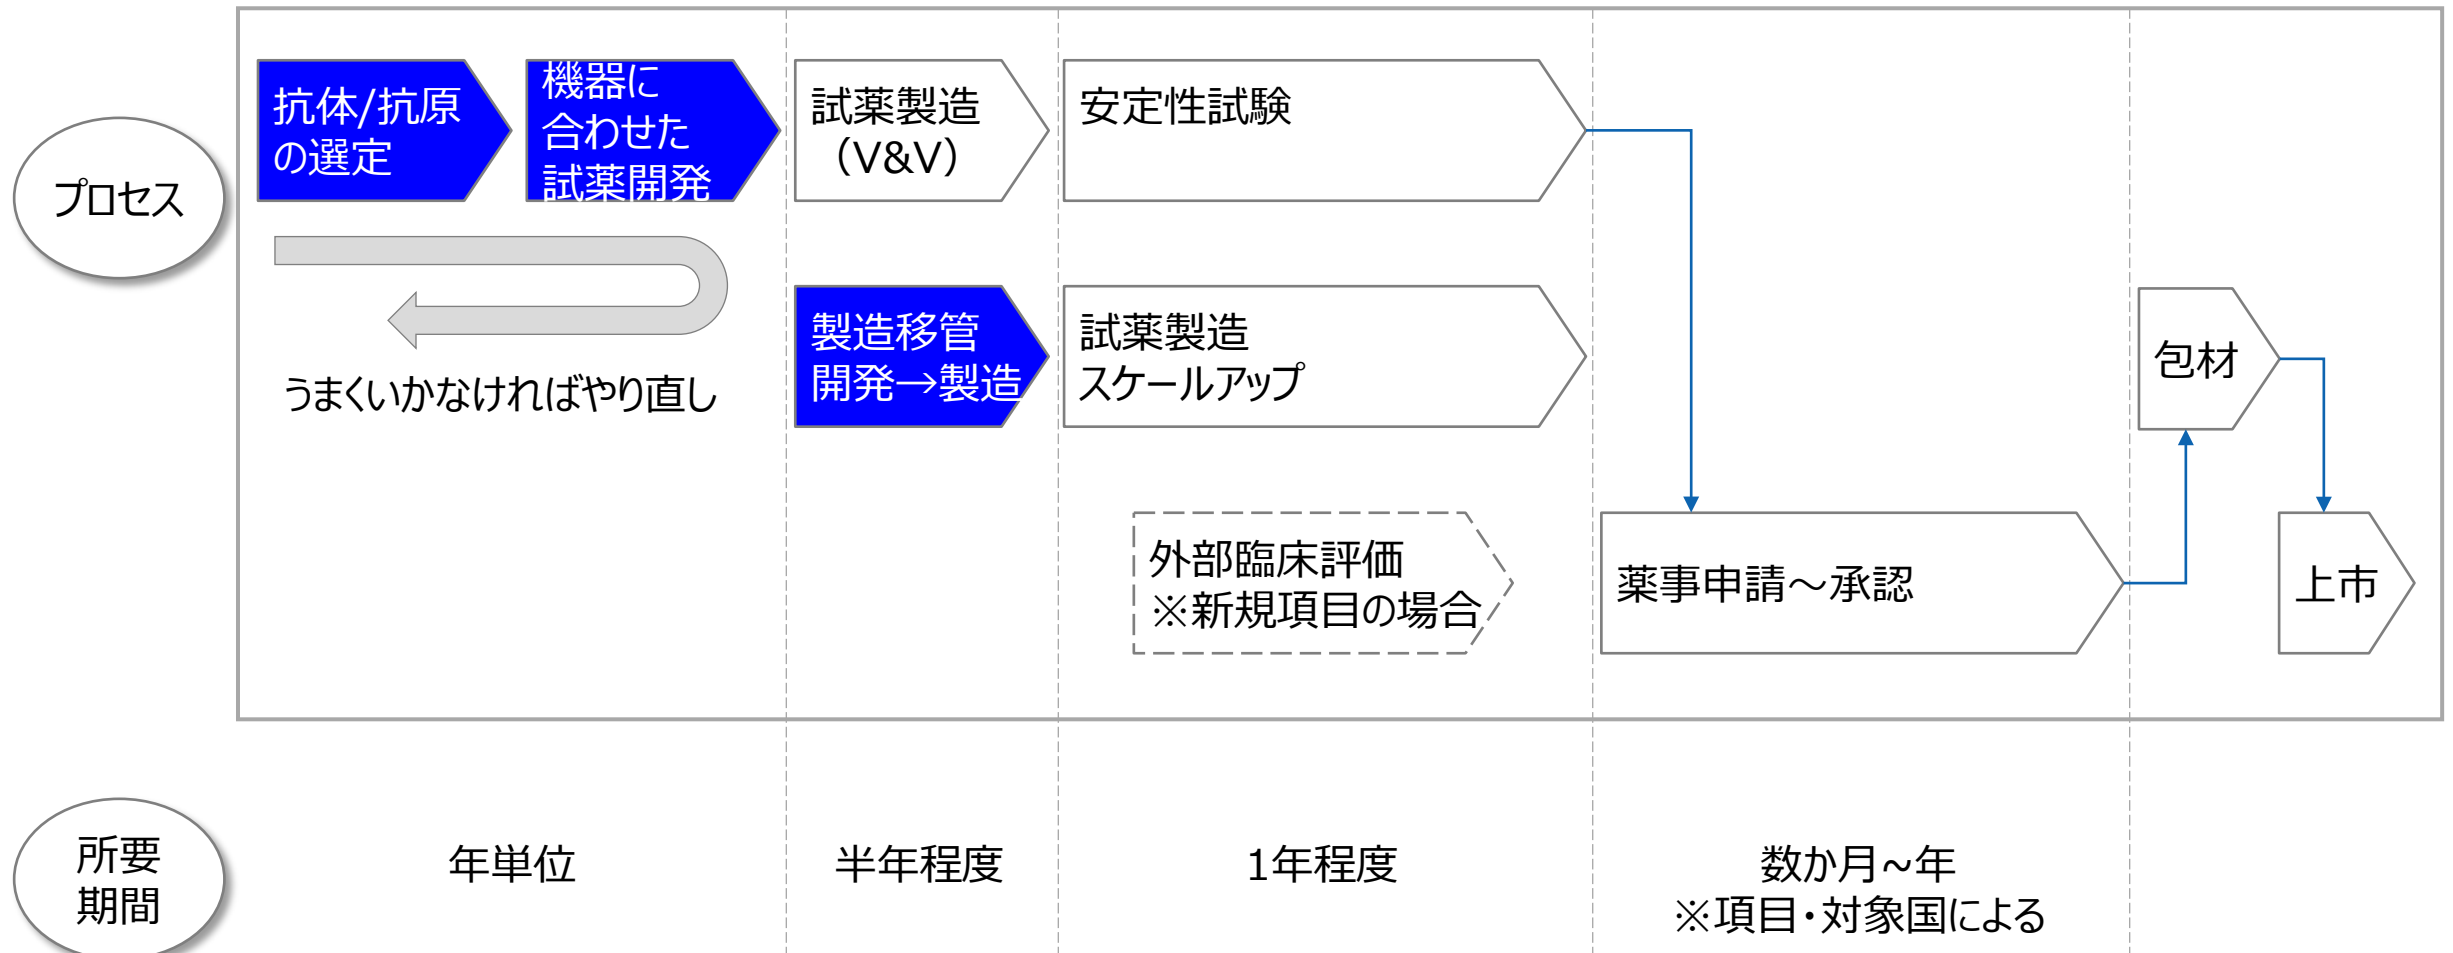 プロセス
抗体/抗原
の選定
機器に
合わせた
試薬開発
試薬製造
（V&V）
安定性試験
うまくいかなければやり直し
製造移管
開発→製造
試薬製造
スケールアップ
包材
外部臨床評価
※新規項目の場合
薬事申請～承認
上市
所要
期間
年単位
半年程度
1年程度
数か月~年
※項目・対象国による